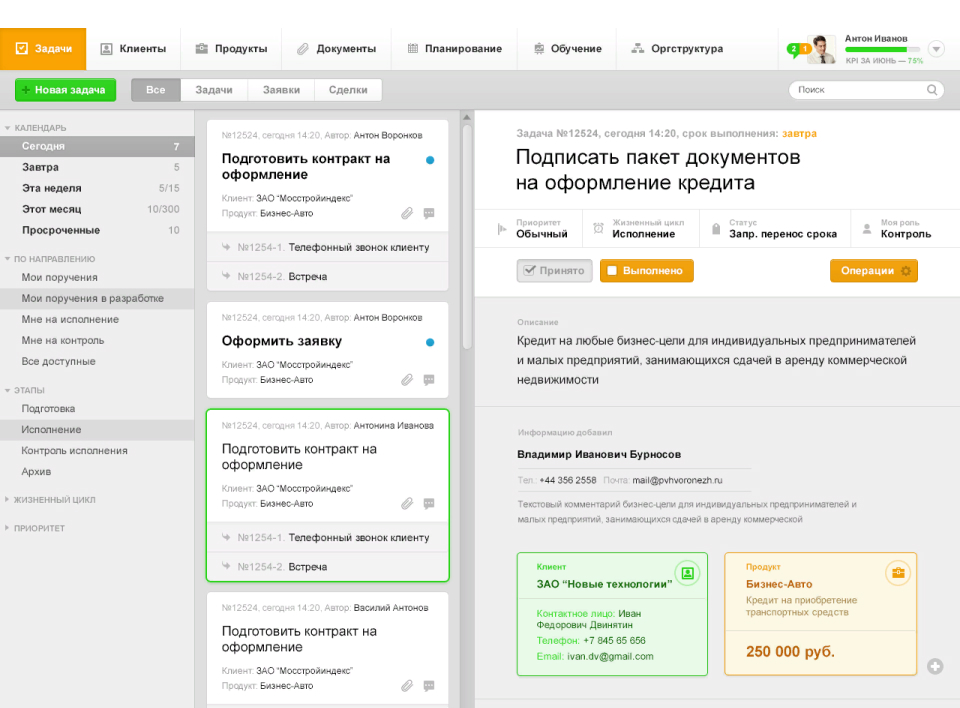 Задачи
Клиенты
Продукты
Документы
Планирование
Обучение
Оргструктура
2
1
Антон Иванов
KPI ЗА ИЮНЬ — 75%
+ Новая задача
Все
Задачи
Заявки
Сделки
Поиск
КАЛЕНДАРЬ
Сегодня 7
Завтра 5
Эта неделя 5/15
Этот месяц 10/300
Просроченные 10
ПО НАПРАВЛЕНИЮ
Мои поручения
Мои поручения в разработке
Мне на исполнение
Мне на контроль
Все доступные
ЭТАПЫ
Подготовка
Исполнение
Контроль исполнения
Архив
ЖИЗНЕННЫЙ ЦИКЛ
ПРИОРИТЕТ
№12524, сегодня 14:20, Автор: Антон Воронков
Подготовить контракт на
оформление
Клиент: ЗАО "Мосстройиндекс"
Продукт: Бизнес-Авто
№1254-1. Телефонный звонок клиенту
№1254-2. Встреча
№12524, сегодня 14:20, Автор: Антон Воронков
Оформить заявку
Клиент: ЗАО "Мосстройиндекс"
Продукт: Бизнес-Авто
№12524, сегодня 14:20, Автор: Антонина Иванова
Подготовить контракт на
оформление
Клиент: ЗАО "Мосстройиндекс"
Продукт: Бизнес-Авто
№1254-1. Телефонный звонок клиенту
№1254-2. Встреча
№12524, сегодня 14:20, Автор: Василий Антонов
Подготовить контракт на
оформление
Клиент: ЗАО "Мосстройиндекс"
Продукт: Бизнес-Авто
Задача №12524, сегодня 14:20, срок выполнения: завтра
Подписать пакет документов
на оформление кредита
Приоритет
Обычный
Жизненный цикл
Исполнение
Статус
Запр. перенос срока
Моя роль
Контроль
Принято
Выполнено
Операции
Описание
Кредит на любые бизнес-цели для индивидуальных предпринимателей
и малых предприятий, занимающихся сдачей в аренду коммерческой
недвижимости
Информацию добавил
Владимир Иванович Бурносов
Тел.: +44 356 2558 Почта: mail@pvhvoronezh.ru
Текстовый комментарий бизнес-цели для индивидуальных предпринимателей и
малых предприятий, занимающихся сдачей в аренду коммерческой
Клиент
ЗАО "Новые технологии"
Контактное лицо: Иван
Федорович Двинятин
Телефон: +7 845 65 656
Email: ivan.dv@gmail.com
Продукт
Бизнес-Авто
Кредит на приобретение
транспортных средств
250 000 руб.